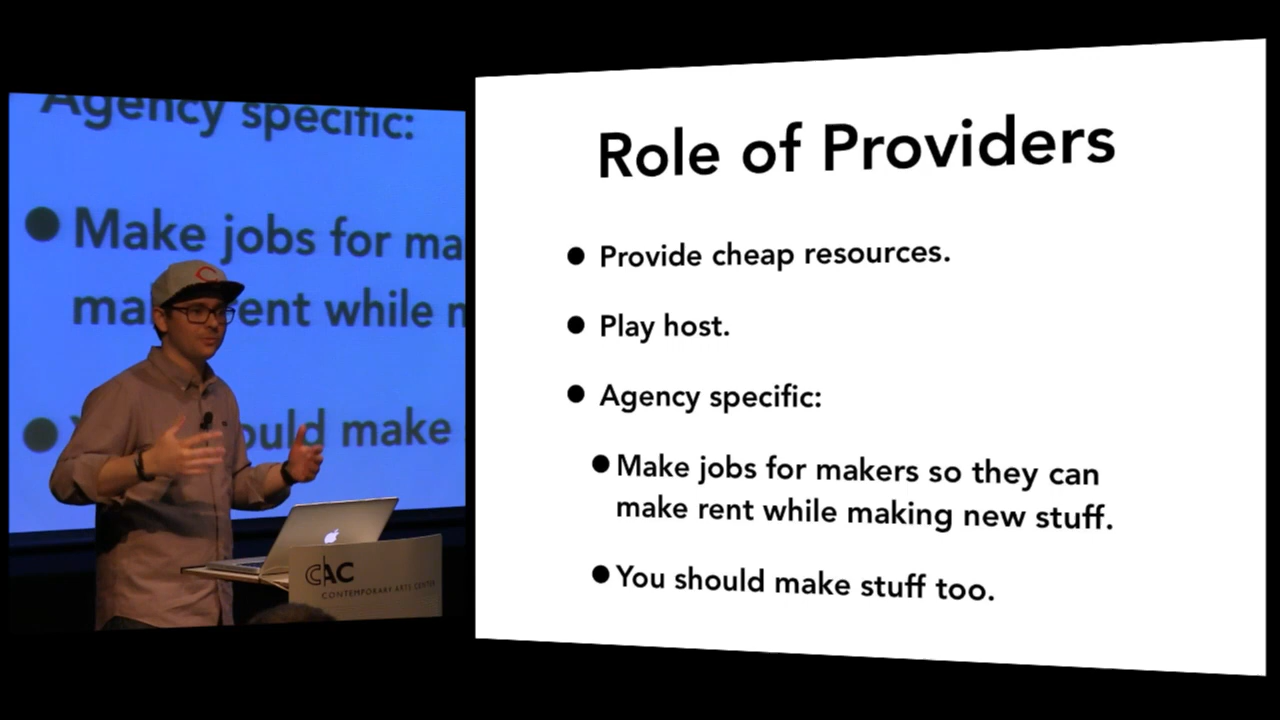 Agency specific:
Make jobs for ma
ma rent while
ould make
C
CAC
CONTEMPORARY ARTS CENTER
Role of Providers
● Provide cheap resources.
● Play host.
● Agency specific:
● Make jobs for makers so they can
make rent while making new stuff.
● You should make stuff too.